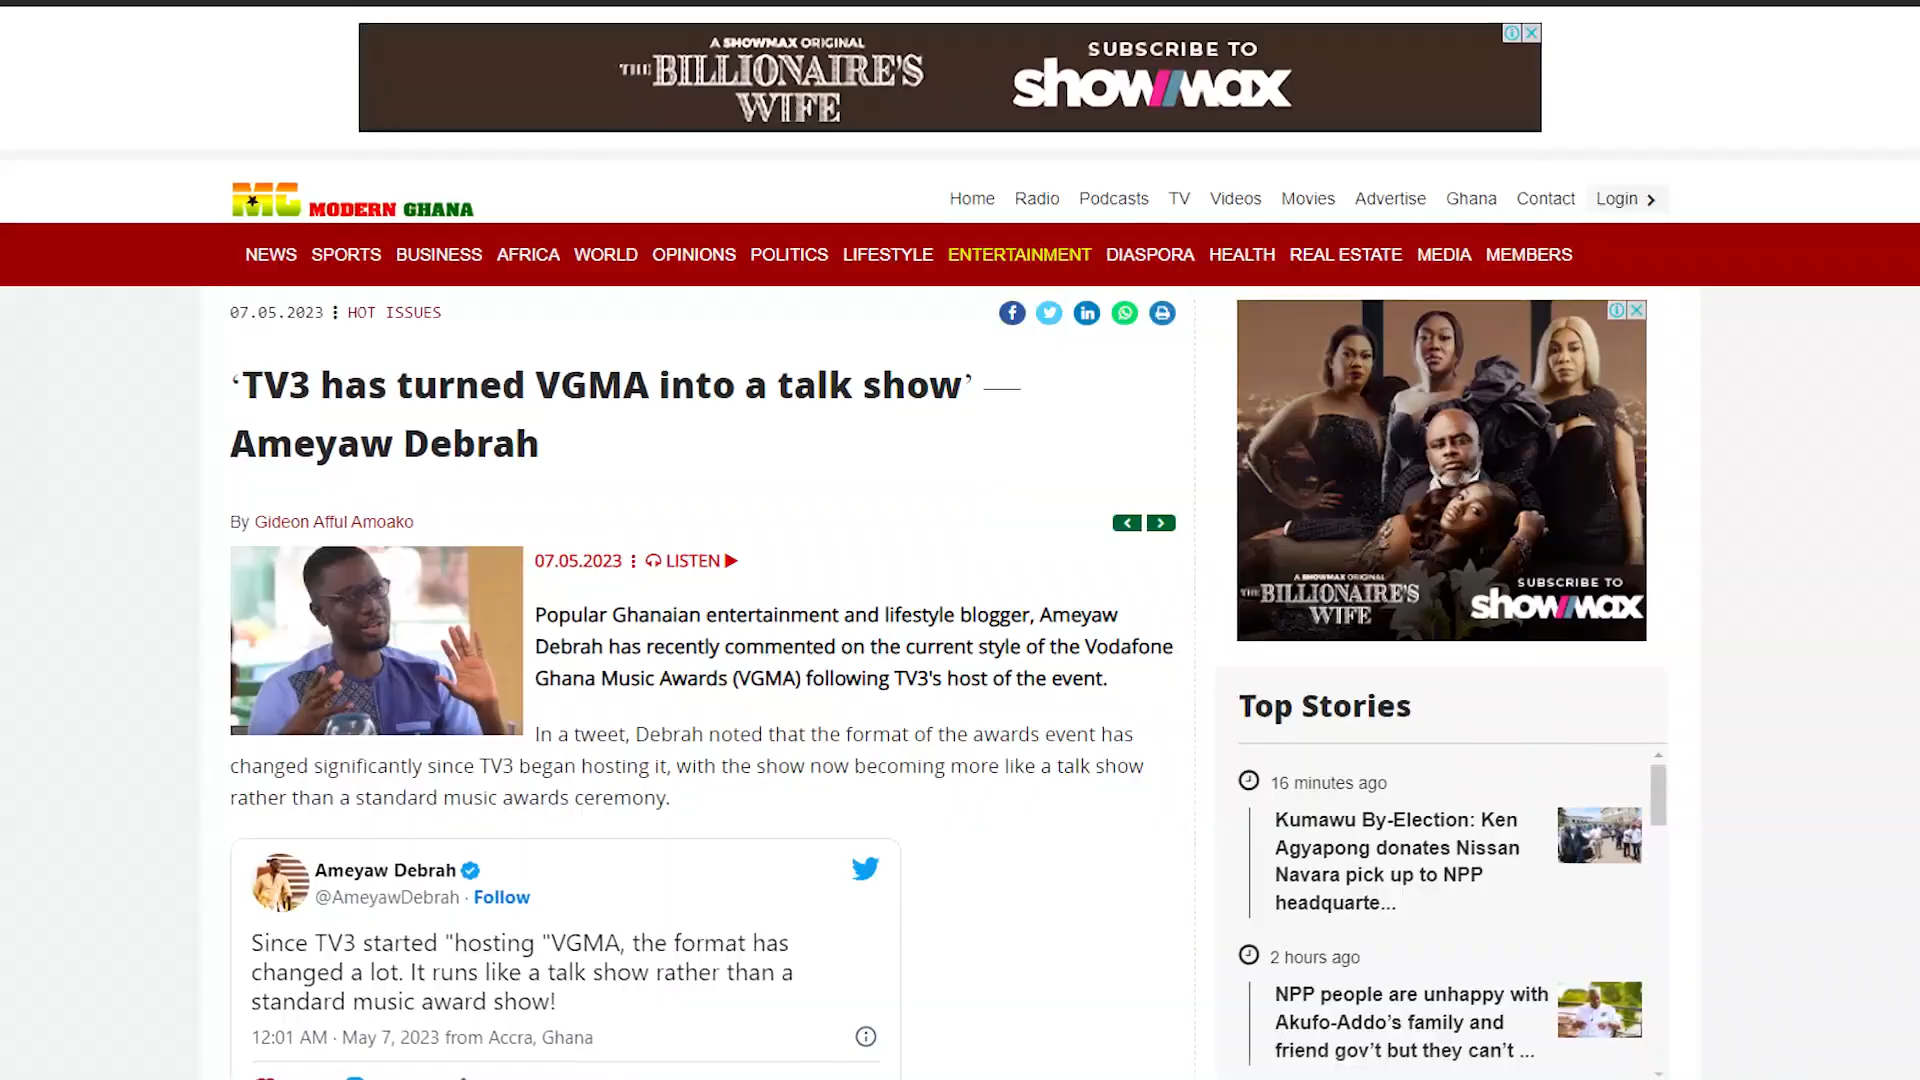 A SHOWMAX ORIGINAL
THE BILLIONAIRE'S
WIFE
SUBSCRIBE TO
showmax
MG MODERN GHANA
Home Radio Podcasts TV Videos Movies Advertise Ghana Contact Login
NEWS SPORTS BUSINESS AFRICA WORLD OPINIONS POLITICS LIFESTYLE ENTERTAINMENT DIASPORA HEALTH REAL ESTATE MEDIA MEMBERS
07.05.2023 ⋮ HOT ISSUES
‘TV3 has turned VGMA into a talk show’ —
Ameyaw Debrah
By Gideon Afful Amoako
07.05.2023 ⋮ LISTEN
Popular Ghanaian entertainment and lifestyle blogger, Ameyaw
Debrah has recently commented on the current style of the Vodafone
Ghana Music Awards (VGMA) following TV3's host of the event.
In a tweet, Debrah noted that the format of the awards event has
changed significantly since TV3 began hosting it, with the show now becoming more like a talk show
rather than a standard music awards ceremony.
Ameyaw Debrah
@AmeyawDebrah · Follow
Since TV3 started "hosting "VGMA, the format has
changed a lot. It runs like a talk show rather than a
standard music award show!
12:01 AM · May 7, 2023 from Accra, Ghana
A SHOWMAX ORIGINAL
THE BILLIONAIRE'S
WIFE
SUBSCRIBE TO
showmax
Top Stories
16 minutes ago
Kumawu By-Election: Ken
Agyapong donates Nissan
Navara pick up to NPP
headquarte...
2 hours ago
NPP people are unhappy with
Akufo-Addo’s family and
friend gov’t but they can’t ...